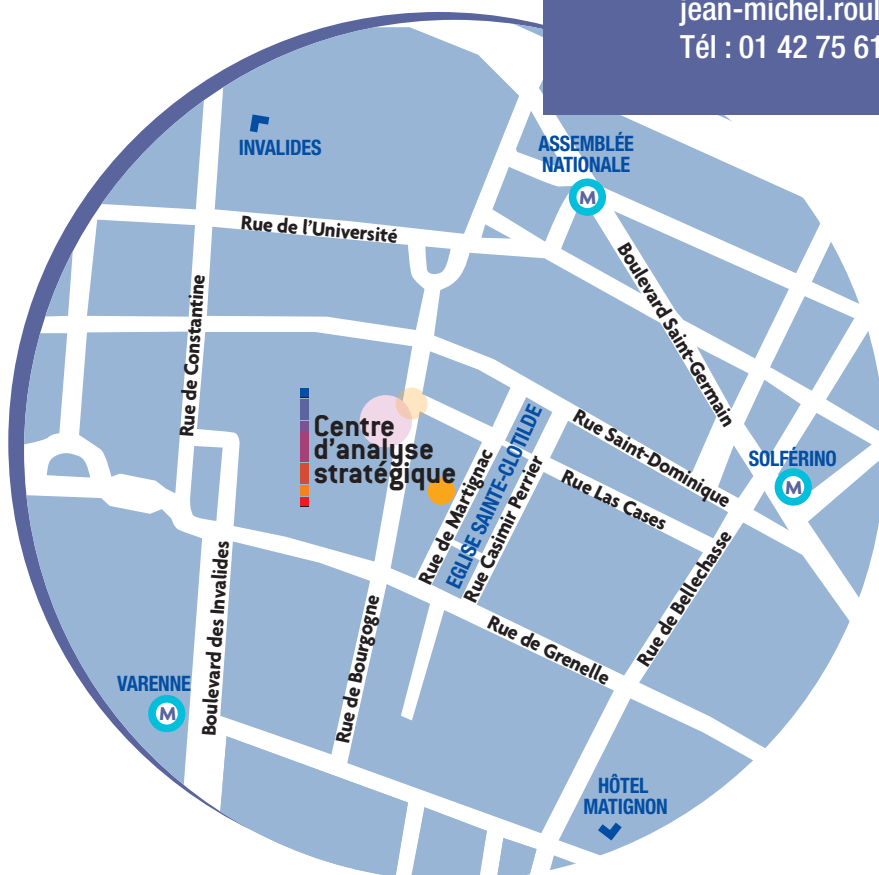 jean-michel.roul
Tél : 01 42 75 61
INVALIDES
ASSEMBLÉE
NATIONALE
M
Rue de l'Université
Boulevard Saint-Germain
Rue de Constantine
Centre
d'analyse
stratégique
Rue de Martignac
EGLISE SAINTE-CLOTILDE
Rue Casimir Perrier
Rue Saint-Dominique
Rue Las Cases
SOLFÉRINO
M
Rue de Bellechasse
Boulevard des Invalides
Rue de Bourgogne
Rue de Grenelle
VARENNE
M
HÔTEL
MATIGNON